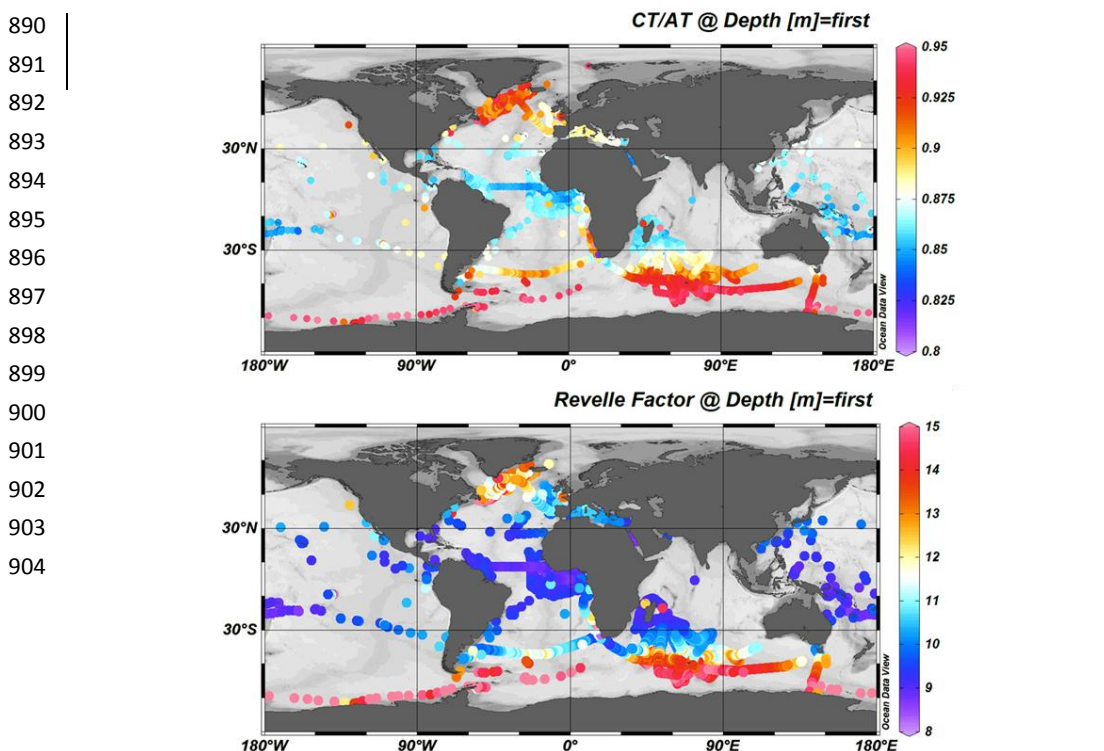 890
891
892
893
894
895
896
897
898
899
900
901
902
903
904
CT/AT @ Depth [m]=first
30°N
30°S
180°W
90°W
0°
90°E
180°E
Ocean Data View
0.95
0.925
0.9
0.875
0.85
0.825
0.8
Revelle Factor @ Depth [m]=first
30°N
30°S
180°W
90°W
0°
90°E
180°E
Ocean Data View
15
14
13
12
11
10
9
8